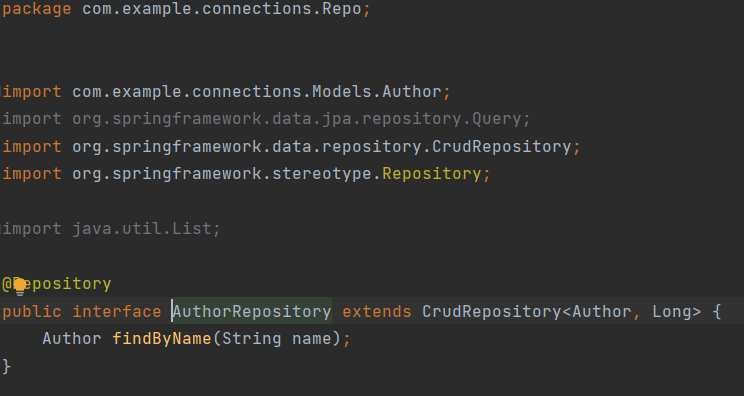 package com.example.connections.Repo;
import com.example.connections.Models.Author;
import org.springframework.data.jpa.repository.Query;
import org.springframework.data.repository.CrudRepository;
import org.springframework.stereotype.Repository;
import java.util.List;
@Repository
public interface AuthorRepository extends CrudRepository<Author, Long> {
    Author findByName(String name);
}